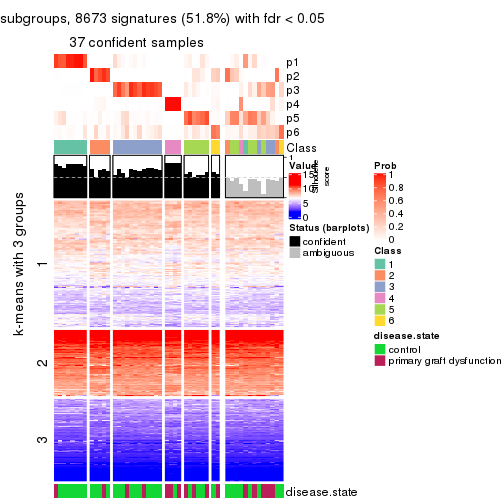 subgroups, 8673 signatures (51.8%) with fdr < 0.05
37 confident samples
p1
p2
p3
p4
p5
p6
Class
1
Silhouette
score
k-means with 3 groups
1
2
3
disease.state
Value
15
10
5
0
Status (barplots)
confident
ambiguous
Prob
1
0.8
0.6
0.4
0.2
0
Class
1
2
3
4
5
6
disease.state
control
primary graft dysfunction